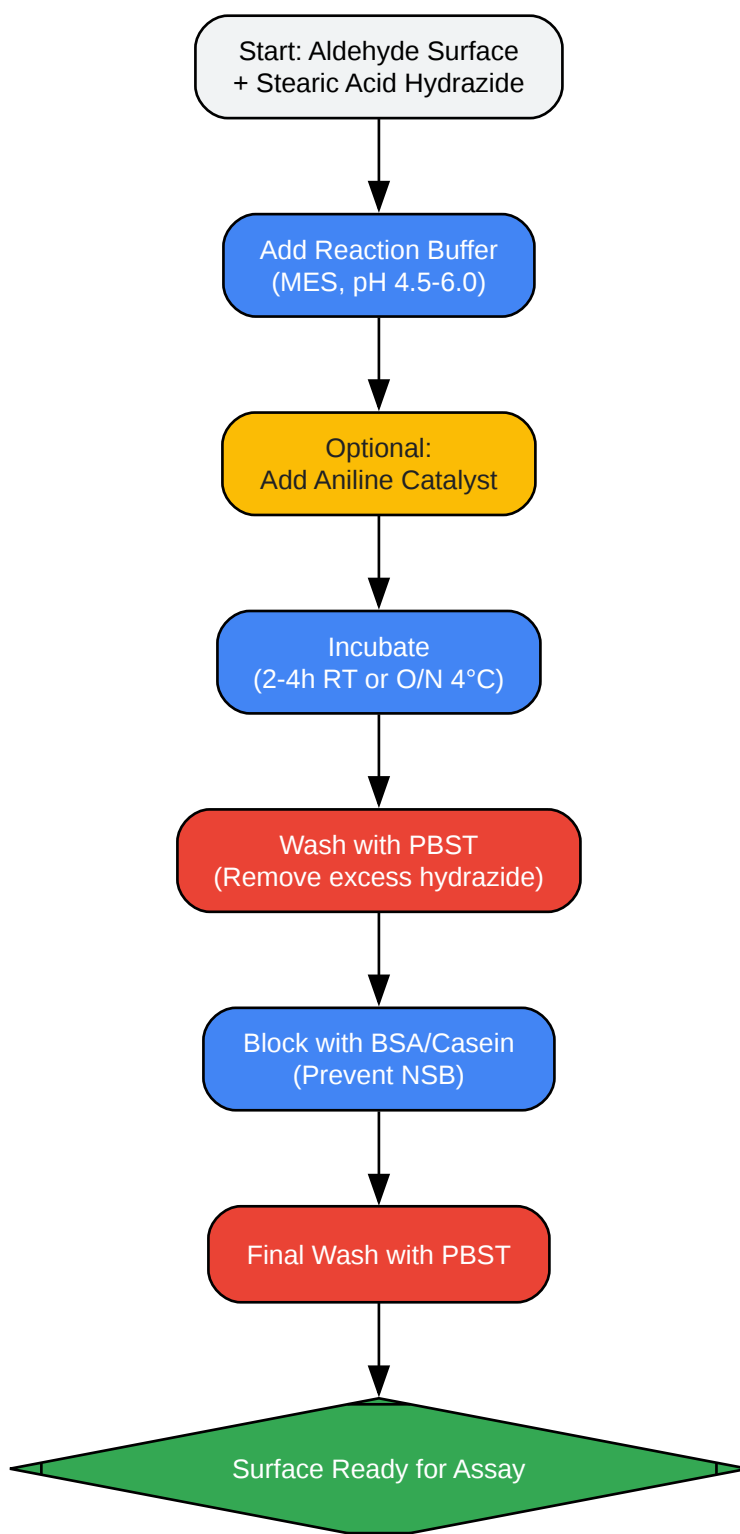 Start: Aldehyde Surface
+ Stearic Acid Hydrazide
Add Reaction Buffer
(MES, pH 4.5-6.0)
Optional:
Add Aniline Catalyst
Incubate
(2-4h RT or O/N 4°C)
Wash with PBST
(Remove excess hydrazide)
Block with BSA/Casein
(Prevent NSB)
Final Wash with PBST
Surface Ready for Assay